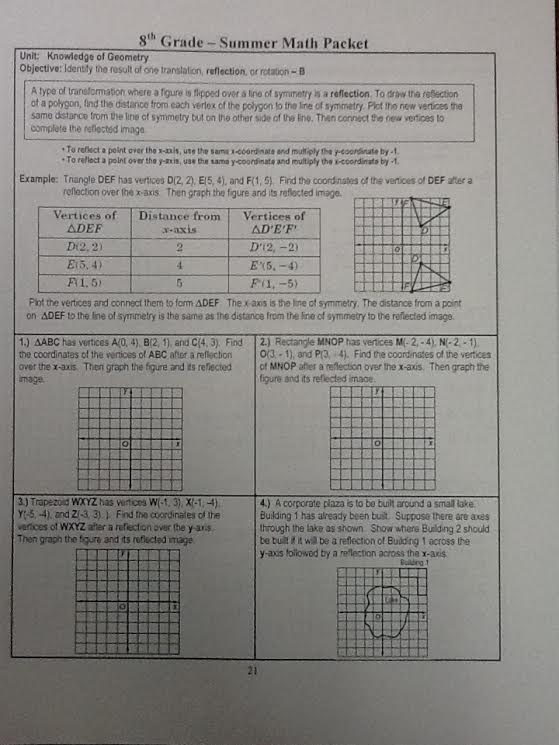 8th Grade – Summer Math Packet
Unit: Knowledge of Geometry
Objective: Identify the result of one translation, reflection, or rotation – B
A type of transformation where a figure is flipped over a line of symmetry is a reflection. To draw the reflection
of a polygon, find the distance from each vertex of the polygon to the line of symmetry. Plot the new vertices the
same distance from the line of symmetry but on the other side of the line. Then connect the new vertices to
complete the reflected image.
• To reflect a point over the x-axis, use the same x-coordinate and multiply the y-coordinate by -1.
• To reflect a point over the y-axis, use the same y-coordinate and multiply the x-coordinate by -1.
Example: Triangle DEF has vertices D(2, 2), E(5, 4), and F(1, 5). Find the coordinates of the vertices of DEF after a
reflection over the x-axis. Then graph the figure and its reflected image.
Vertices of ΔDEF Distance from x-axis Vertices of ΔD'E'F'
D(2, 2) 2 D'(2, −2)
E(5, 4) 4 E'(5, −4)
F(1, 5) 5 F'(1, −5)
y F E
D
O x
D'
F' E'
Plot the vertices and connect them to form ΔDEF. The x-axis is the line of symmetry. The distance from a point
on ΔDEF to the line of symmetry is the same as the distance from the line of symmetry to the reflected image.
1.) ΔABC has vertices A(0, 4), B(2, 1), and C(4, 3). Find
the coordinates of the vertices of ABC after a reflection
over the x-axis. Then graph the figure and its reflected
image.
y
O x
2.) Rectangle MNOP has vertices M(-2, -4), N(-2, -1),
O(3, -1), and P(3, -4). Find the coordinates of the vertices
of MNOP after a reflection over the x-axis. Then graph the
figure and its reflected image.
y
O x
3.) Trapezoid WXYZ has vertices W(-1, 3), X(-1, -4),
Y(-5, -4), and Z(-3, 3). ). Find the coordinates of the
vertices of WXYZ after a reflection over the y-axis.
Then graph the figure and its reflected image.
y
O x
4.) A corporate plaza is to be built around a small lake.
Building 1 has already been built. Suppose there are axes
through the lake as shown. Show where Building 2 should
be built if it will be a reflection of Building 1 across the
y-axis followed by a reflection across the x-axis.
Building 1
y
Lake
O x
21